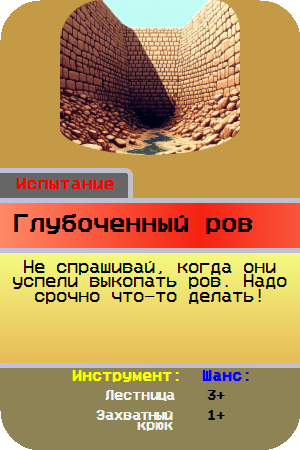 Испытание
Глубоченный ров
Не спрашивай, когда они
успели выкопать ров. Надо
срочно что-то делать!
Инструмент: Шанс:
Лестница 3+
Захватный 1+
крюк